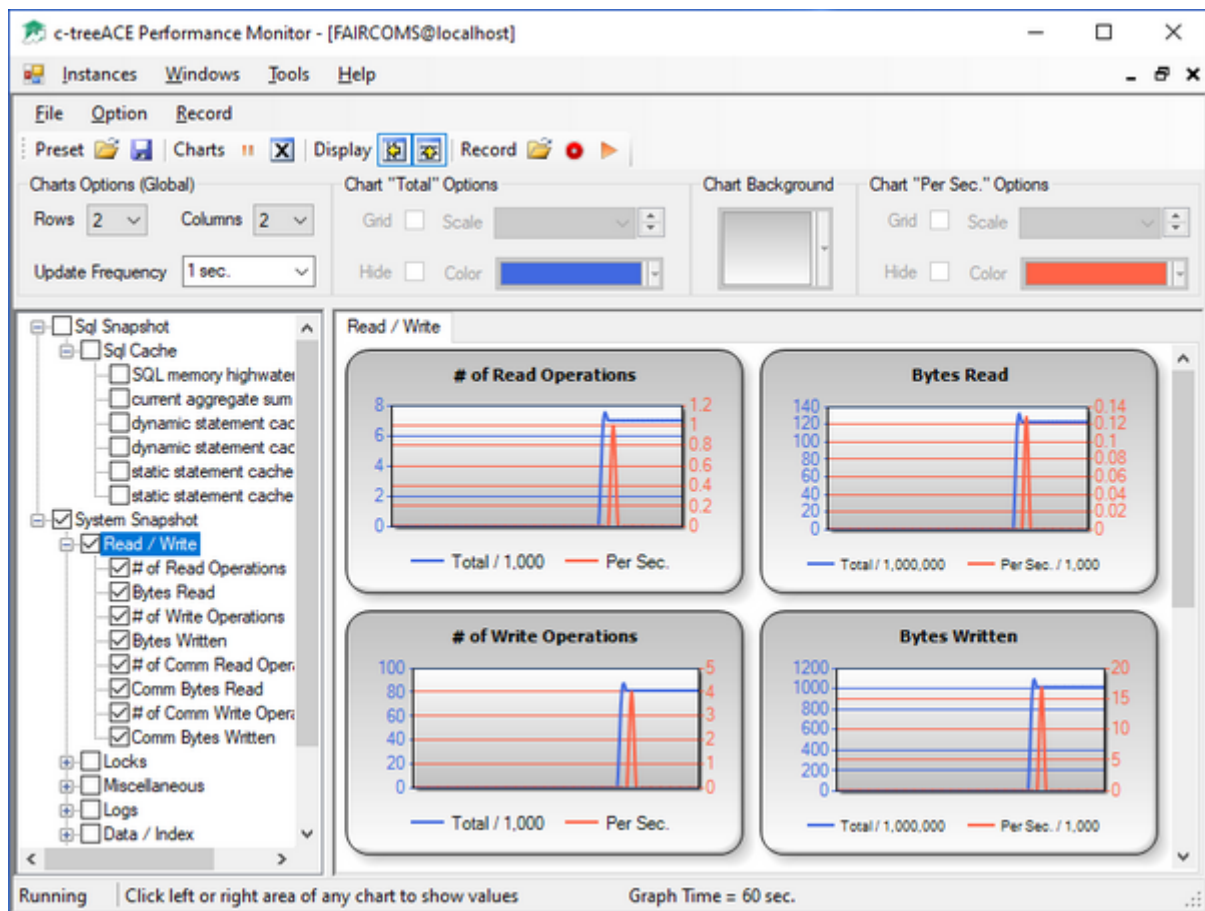 c-treeACE Performance Monitor - [FAIRCOMS@localhost]
Instances Windows Tools Help
File Option Record
Preset Charts Display Record
Charts Options (Global)
Rows 2 Columns 2
Update Frequency 1 sec.
Chart "Total" Options
Grid Scale
Hide Color
Chart Background
Chart "Per Sec." Options
Grid Scale
Hide Color
Sql Snapshot
Sql Cache
SQL memory highwater
current aggregate sum
dynamic statement cac
dynamic statement cac
static statement cache
static statement cache
System Snapshot
Read / Write
# of Read Operations
Bytes Read
# of Write Operations
Bytes Written
# of Comm Read Opera
Comm Bytes Read
# of Comm Write Opera
Comm Bytes Written
Locks
Miscellaneous
Logs
Data / Index
Read / Write
# of Read Operations
8 1.2
6 1
4 0.8
2 0.6
0 0.4
0.2
0
Total / 1,000 Per Sec.
Bytes Read
140 0.14
120 0.12
100 0.1
80 0.08
60 0.06
40 0.04
20 0.02
0 0
Total / 1,000,000 Per Sec. / 1,000
# of Write Operations
100 5
80 4
60 3
40 2
20 1
0 0
Total / 1,000 Per Sec.
Bytes Written
1200 20
1000 15
800 10
600 5
400 0
200
0
Total / 1,000,000 Per Sec. / 1,000
Running Click left or right area of any chart to show values Graph Time = 60 sec.